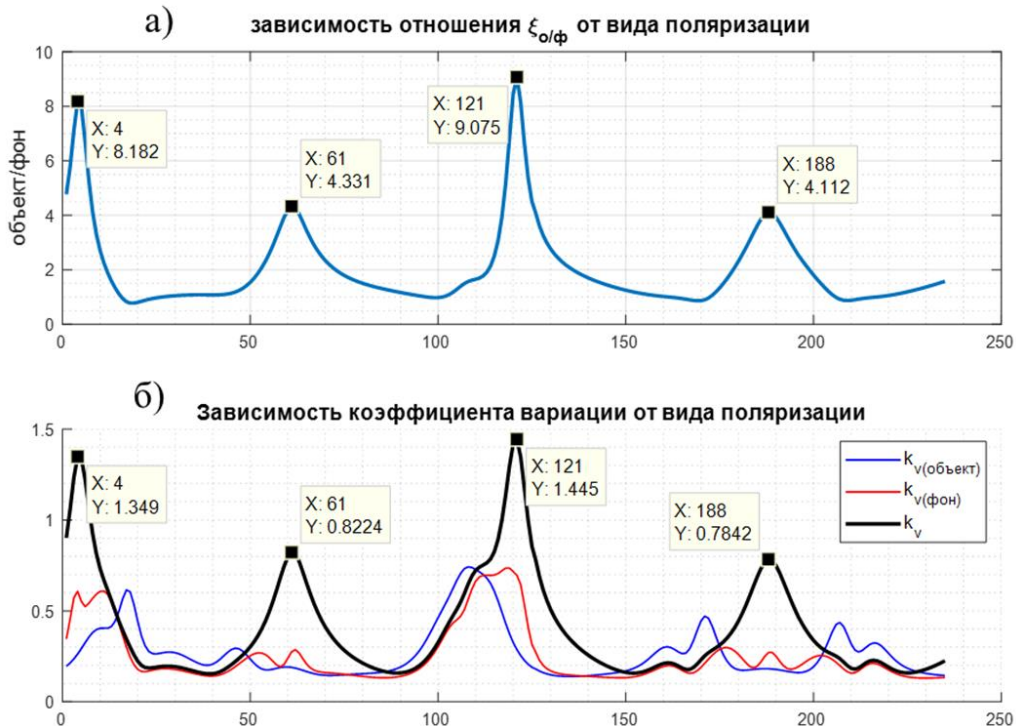 а) зависимость отношения ξо/ф от вида поляризации
10
8
6
4
2
0
объект/фон
X: 4
Y: 8.182
X: 61
Y: 4.331
X: 121
Y: 9.075
X: 188
Y: 4.112
0 50 100 150 200 250
б) Зависимость коэффициента вариации от вида поляризации
1.5
1
0.5
0
X: 4
Y: 1.349
X: 61
Y: 0.8224
X: 121
Y: 1.445
X: 188
Y: 0.7842
kv(объект)
kv(фон)
kv
0 50 100 150 200 250